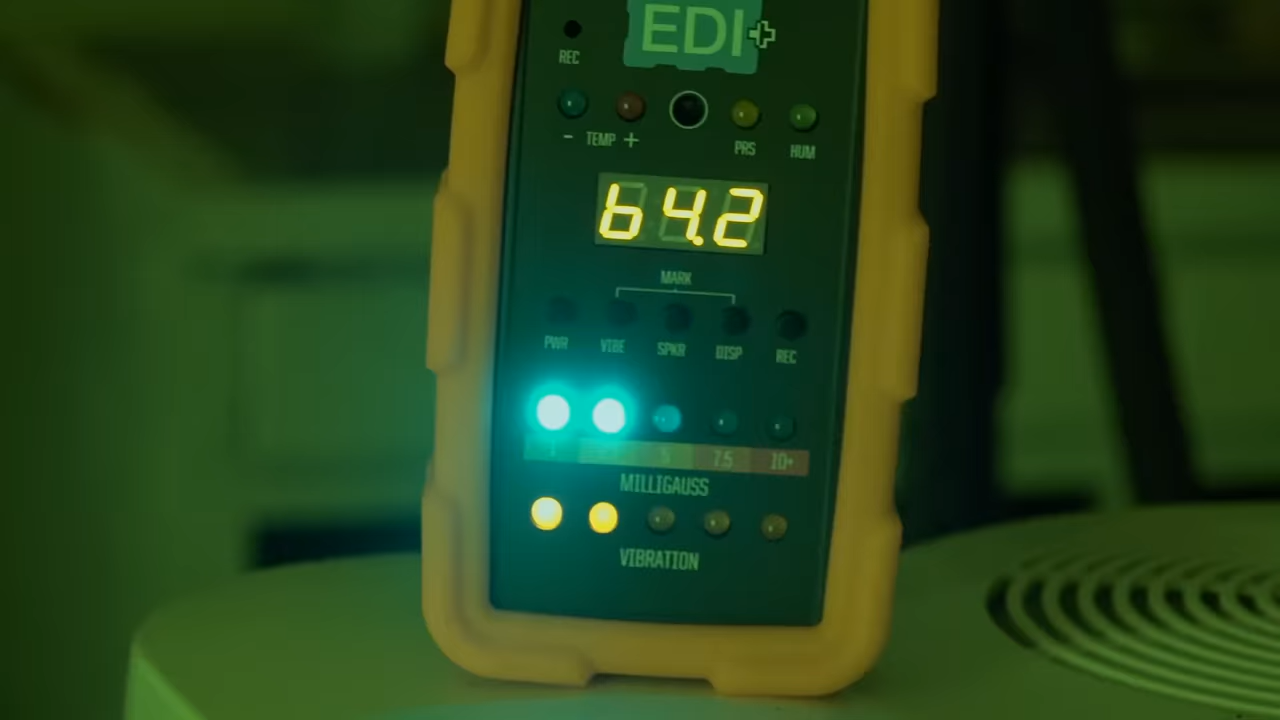 EDI+
REC
- TEMP +
PRS
HUM
64.2
MARK
PWR
VIBE
SPKR
DISP
REC
1
5
7.5
10+
MILLIGAUSS
VIBRATION